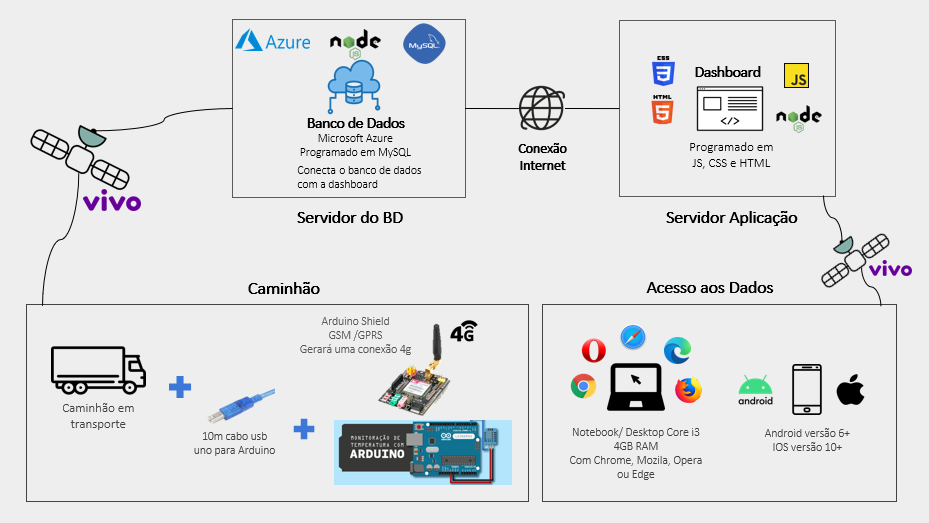 Azure
node
JS
MySQL
Banco de Dados
Microsoft Azure
Programado em MySQL
Conecta o banco de dados
com a dashboard
Servidor do BD
Conexão
Internet
CSS
3
HTML
5
Dashboard
</>
JS
node
JS
Programado em
JS, CSS e HTML
Servidor Aplicação
vivo
vivo
Caminhão
Caminhão em
transporte
10m cabo usb
uno para Arduino
Arduino Shield
GSM /GPRS
Gerará uma conexão 4g
4G
MONITORAÇÃO DE
TEMPERATURA COM
ARDUINO
Acesso aos Dados
Notebook/ Desktop Core i3
4GB RAM
Com Chrome, Mozila, Opera
ou Edge
android
Android versão 6+
IOS versão 10+